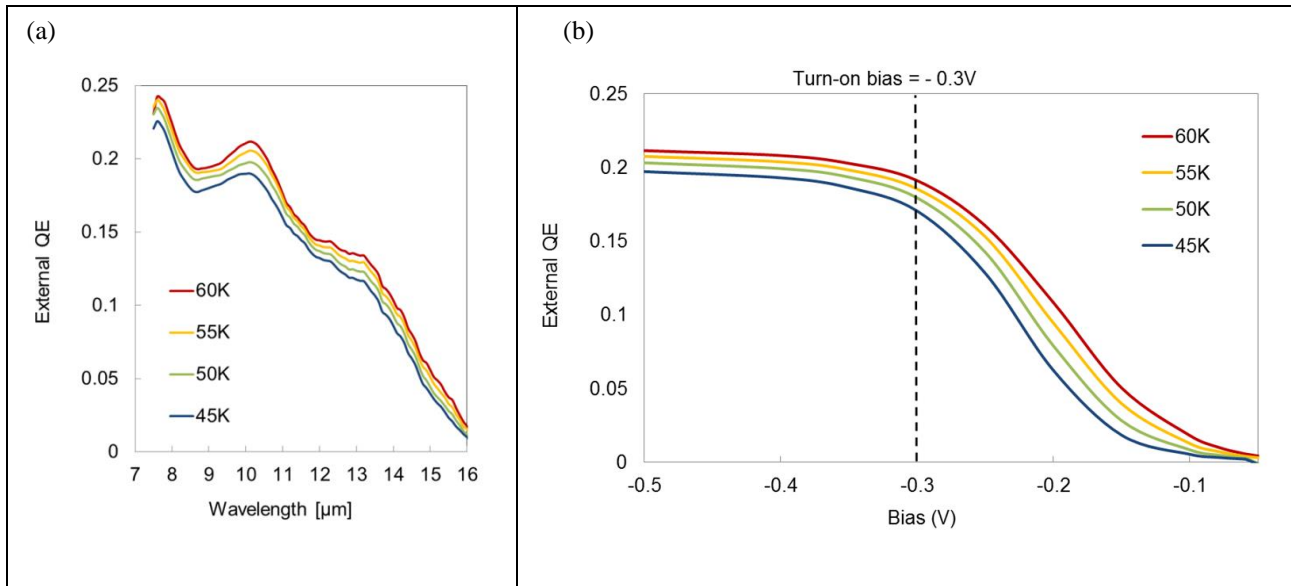 (a)
0.25
0.2
0.15
0.1
0.05
0
External QE
60K
55K
50K
45K
7 8 9 10 11 12 13 14 15 16
Wavelength [µm]
(b)
Turn-on bias = - 0.3V
0.25
0.2
0.15
0.1
0.05
0
External QE
60K
55K
50K
45K
-0.5 -0.4 -0.3 -0.2 -0.1
Bias (V)